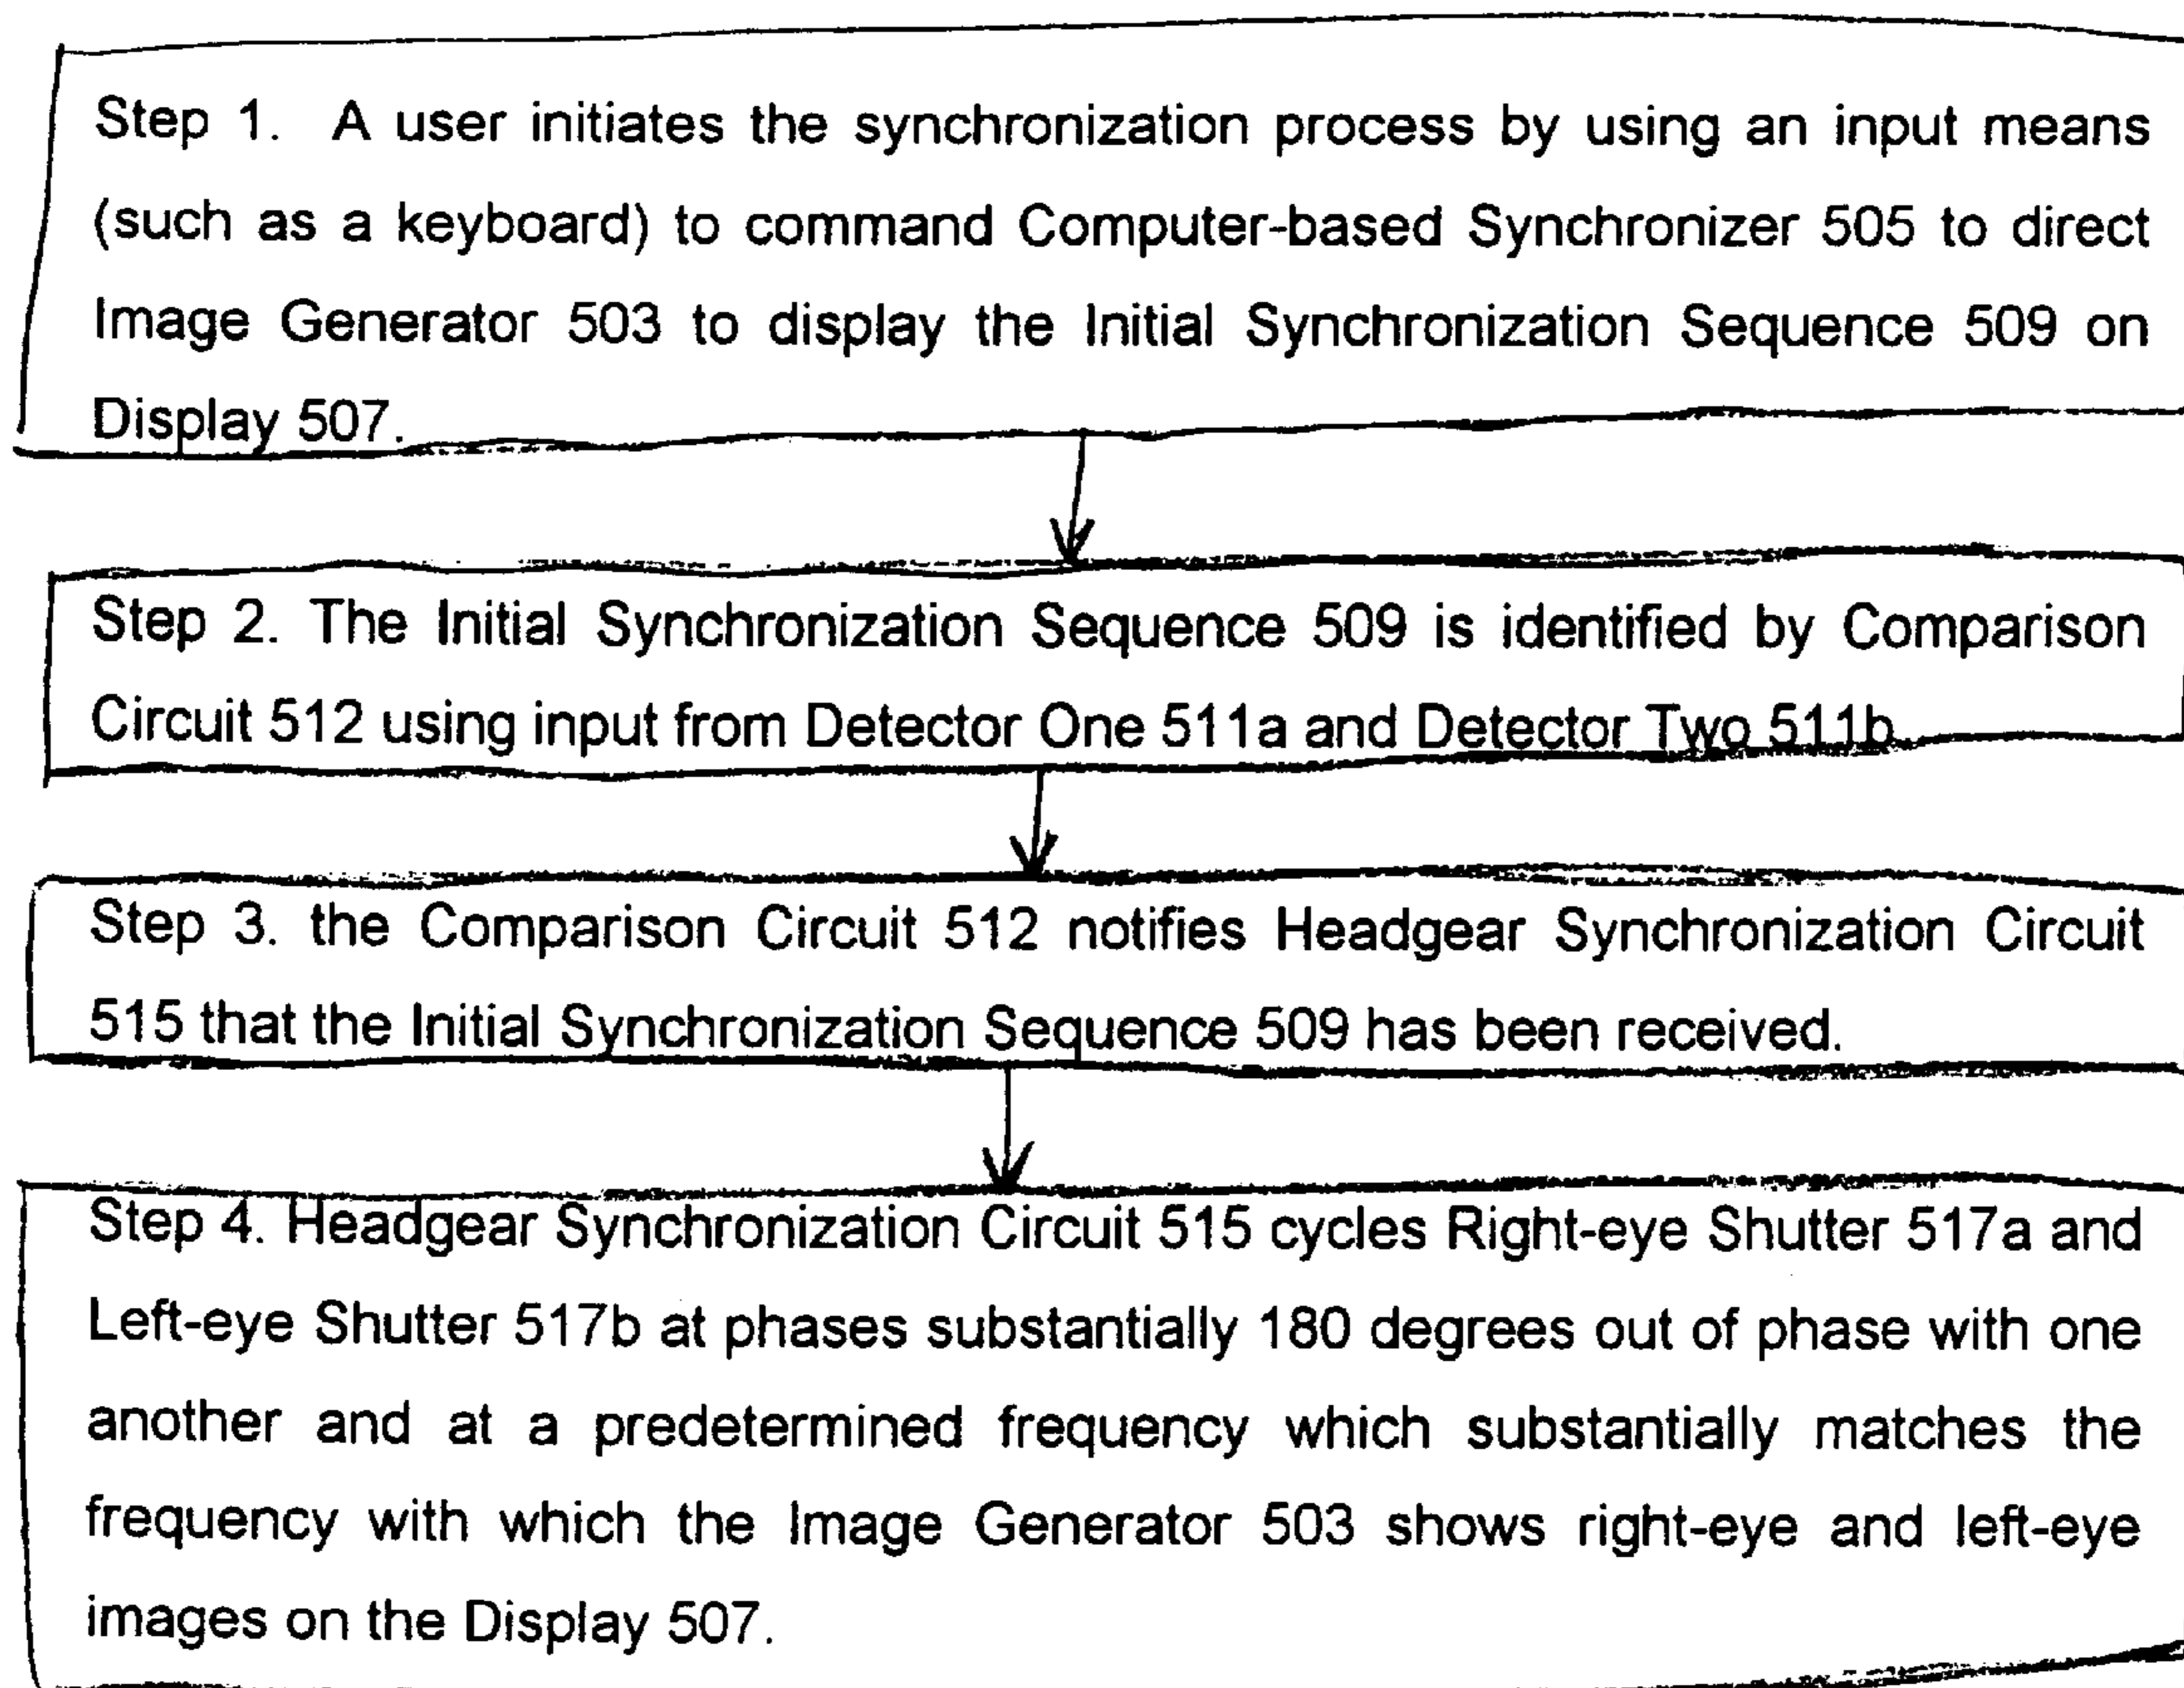 Step 1. A user initiates the synchronization process by using an input means
(such as a keyboard) to command Computer-based Synchronizer 505 to direct
Image Generator 503 to display the Initial Synchronization Sequence 509 on
Display 507.
Step 2. The Initial Synchronization Sequence 509 is identified by Comparison
Circuit 512 using input from Detector One 511a and Detector Two 511b.
Step 3. the Comparison Circuit 512 notifies Headgear Synchronization Circuit
515 that the Initial Synchronization Sequence 509 has been received.
Step 4. Headgear Synchronization Circuit 515 cycles Right-eye Shutter 517a and
Left-eye Shutter 517b at phases substantially 180 degrees out of phase with one
another and at a predetermined frequency which substantially matches the
frequency with which the Image Generator 503 shows right-eye and left-eye
images on the Display 507.